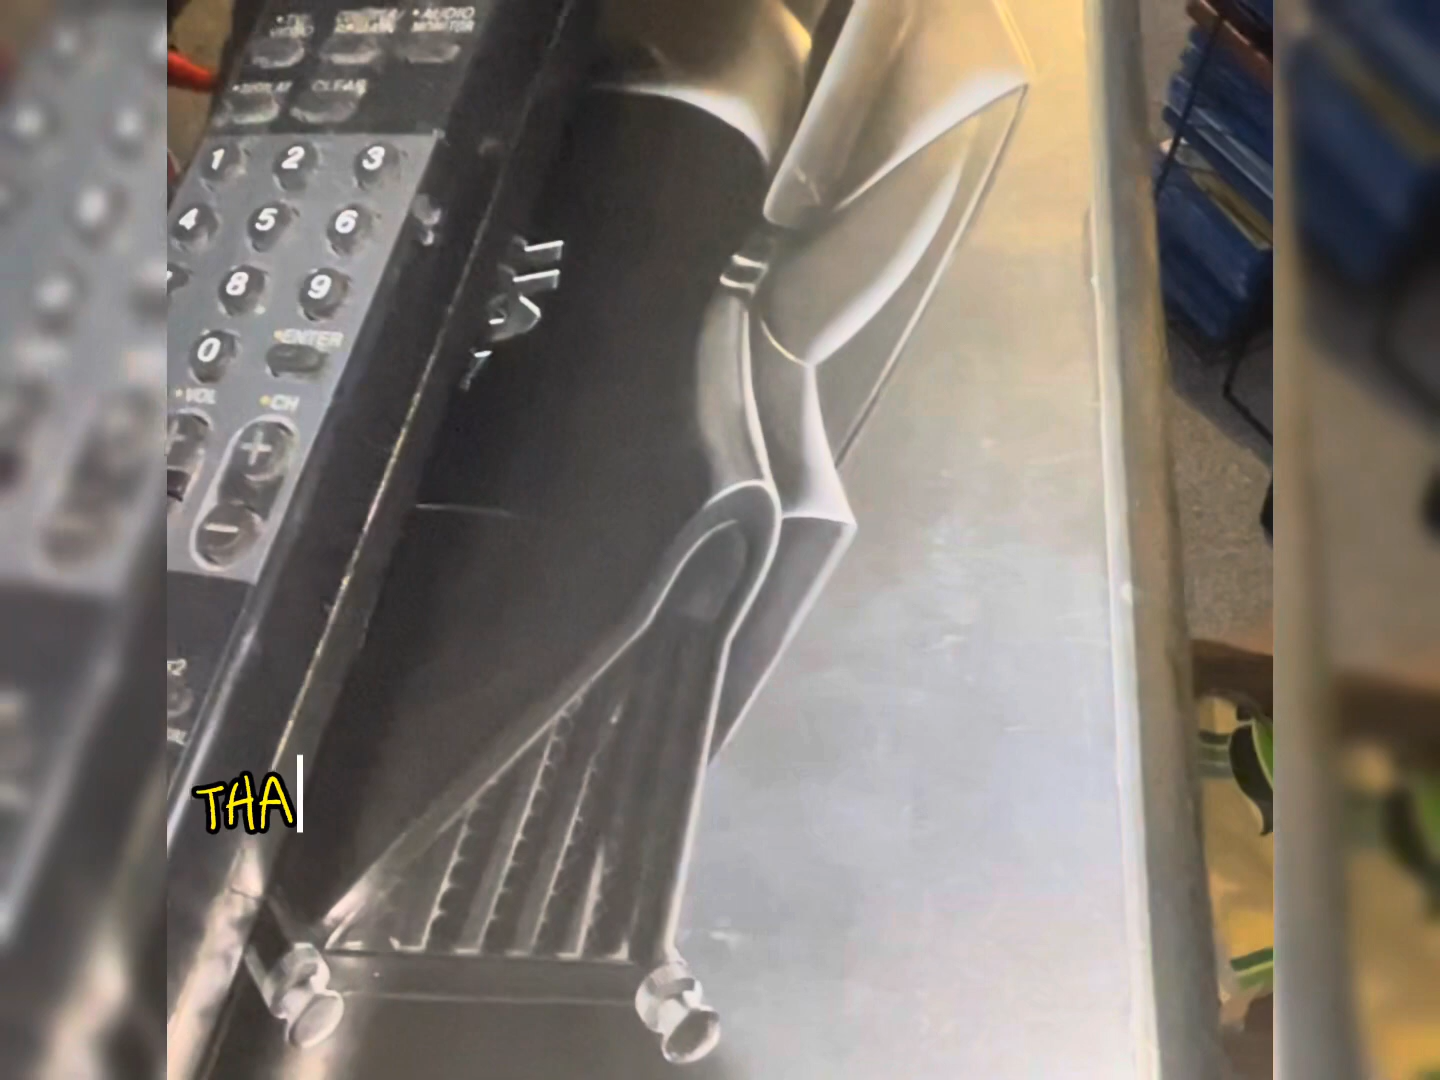 • TV/VIDEO
• AUDIO MONITOR
• DISPLAY
CLEAR
1 2 3
4 5 6
8 9
0
• ENTER
• VOL
• CH
+
−
THA